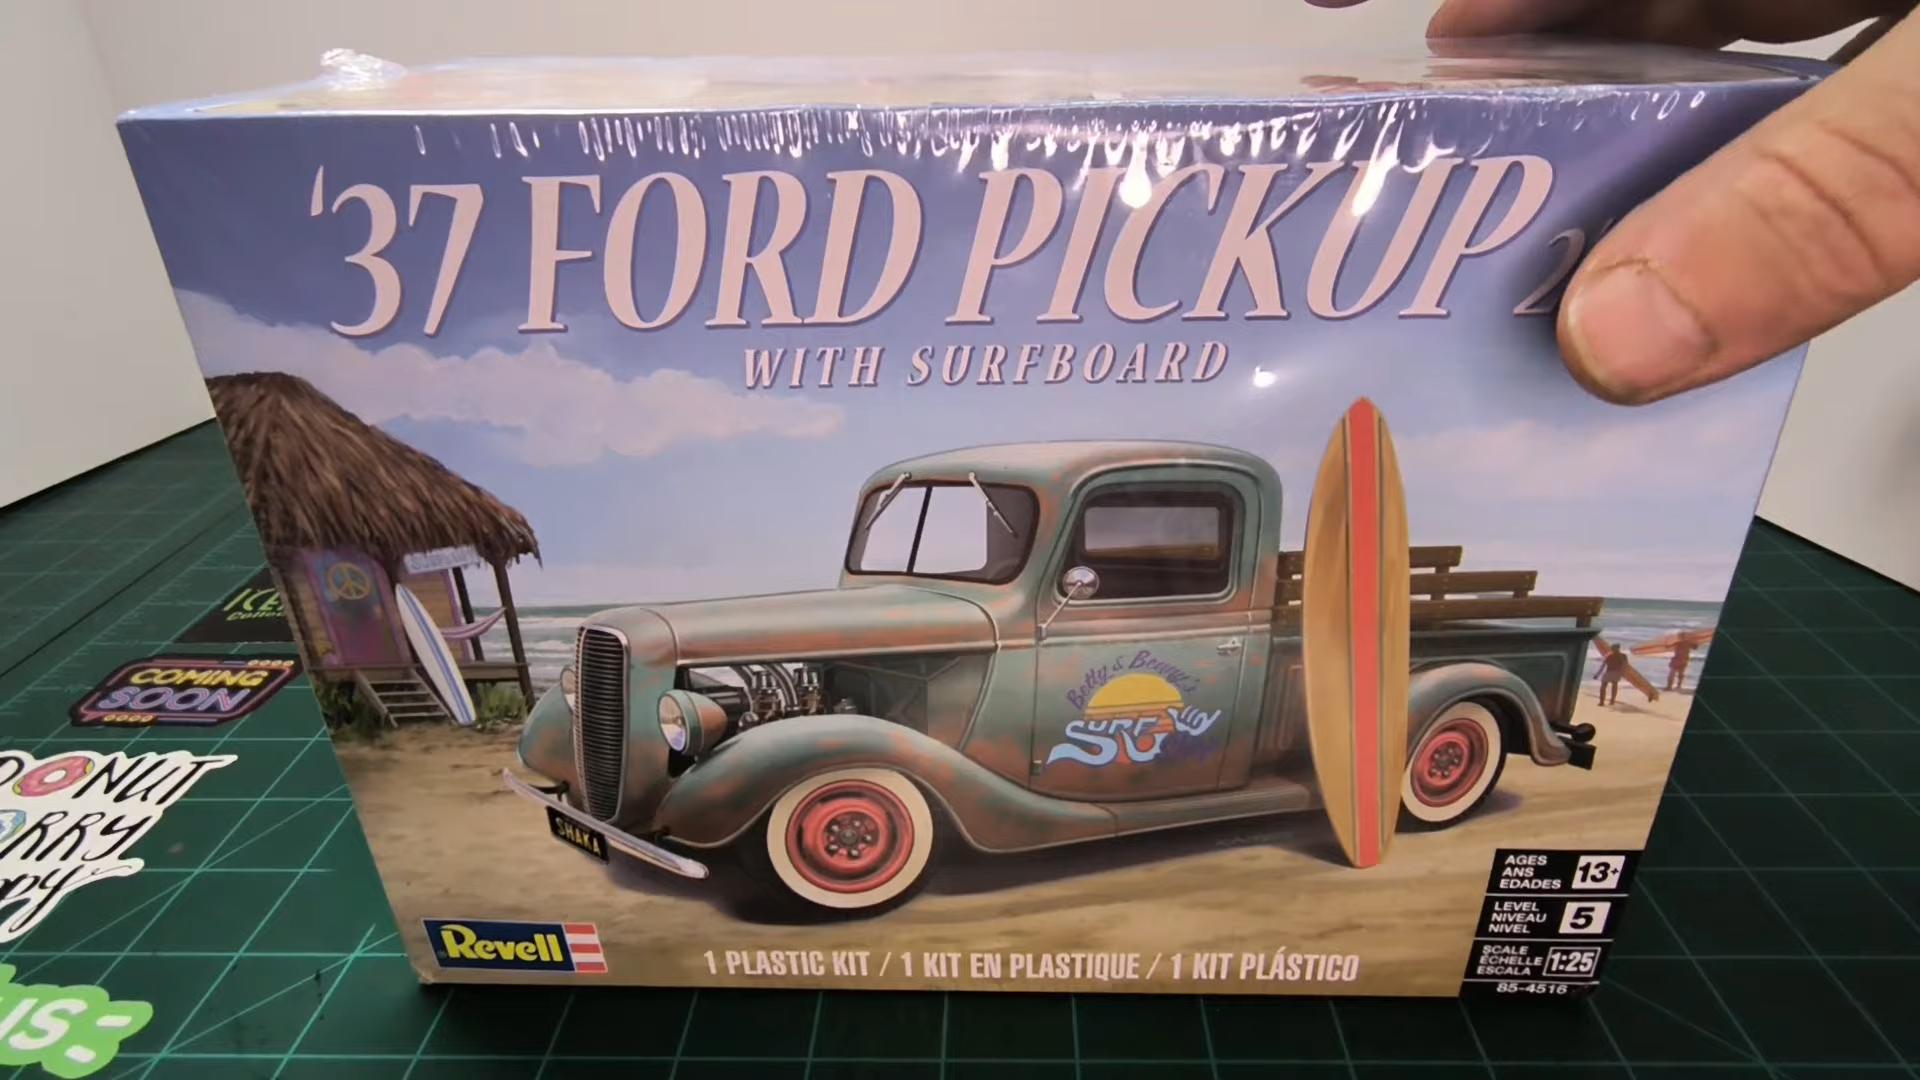 '37 FORD PICKUP
WITH SURFBOARD
COMING
SOON
DONUT
Betty & Benny's
SURF
SHAKA
AGES
ANS
EDADES
13+
LEVEL
NIVEAU
NIVEL
5
SCALE
ÉCHELLE
ESCALA
1:25
85-4516
Revell
1 PLASTIC KIT / 1 KIT EN PLASTIQUE / 1 KIT PLÁSTICO